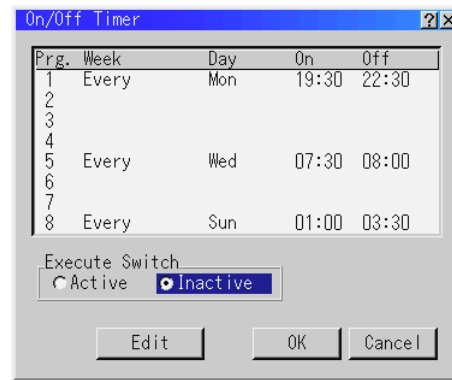 On/Off Timer ? ×
Prg. Week Day On Off
1 Every Mon 19:30 22:30
2
3
4
5 Every Wed 07:30 08:00
6
7
8 Every Sun 01:00 03:30
Execute Switch
Active Inactive
Edit OK Cancel